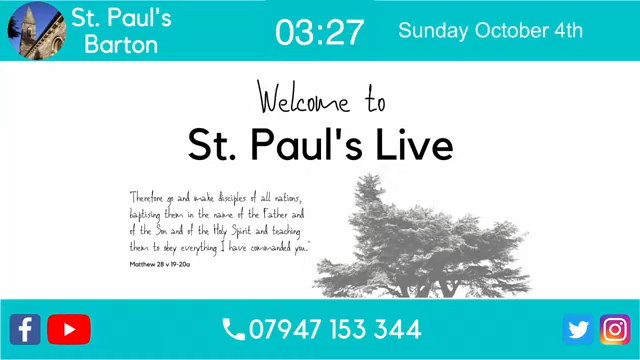 St. Paul's
Barton
03:27
Sunday October 4th
Welcome to
St. Paul's Live
"Therefore go and make disciples of all nations,
baptising them in the name of the Father and
of the Son and of the Holy Spirit and teaching
them to obey everything I have commanded you."
Matthew 28 v 19-20a
07947 153 344